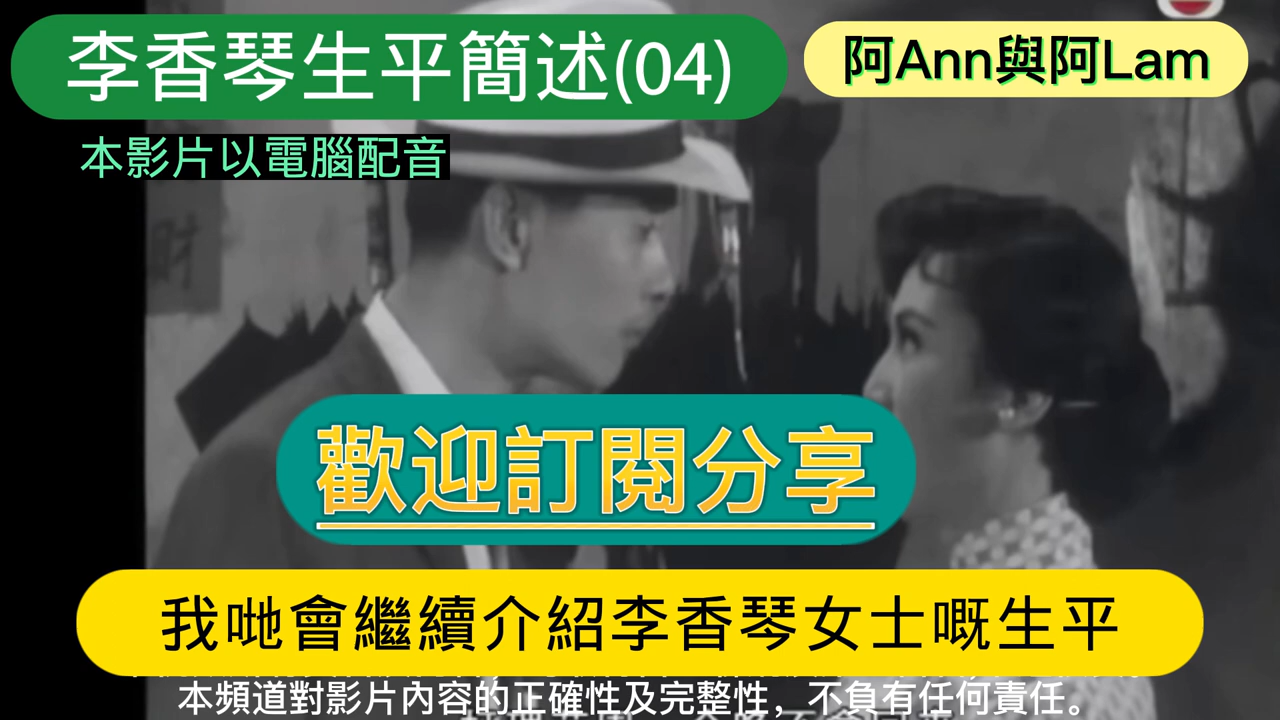 李香琴生平簡述(04)
阿Ann與阿Lam
本影片以電腦配音
財
歡迎訂閱分享
我哋會繼續介紹李香琴女士嘅生平
本頻道對影片內容的正確性及完整性，不負有任何責任。